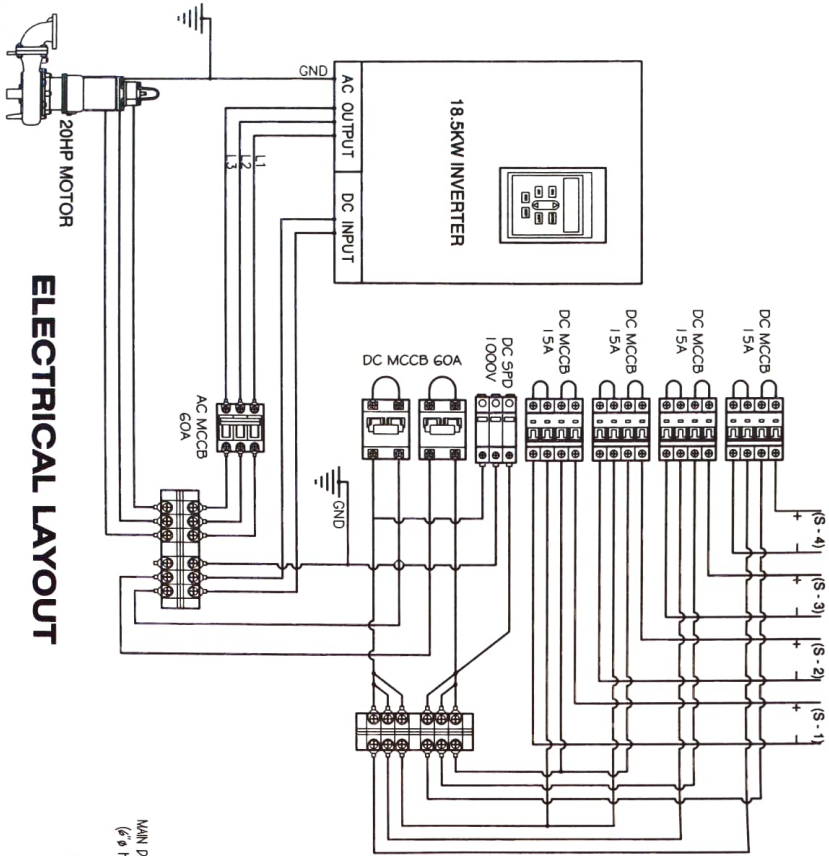 GND
AC OUTPUT
DC INPUT
18.5KW INVERTER
20HP MOTOR
L1
L2
L3
AC MCCB
60A
DC MCCB 60A
DC SPD
1000V
DC MCCB
15A
DC MCCB
15A
DC MCCB
15A
DC MCCB
15A
+ (S - 4) -
+ (S - 3) -
+ (S - 2) -
+ (S - 1) -
GND
ELECTRICAL LAYOUT
MAIN D
(6"ø H